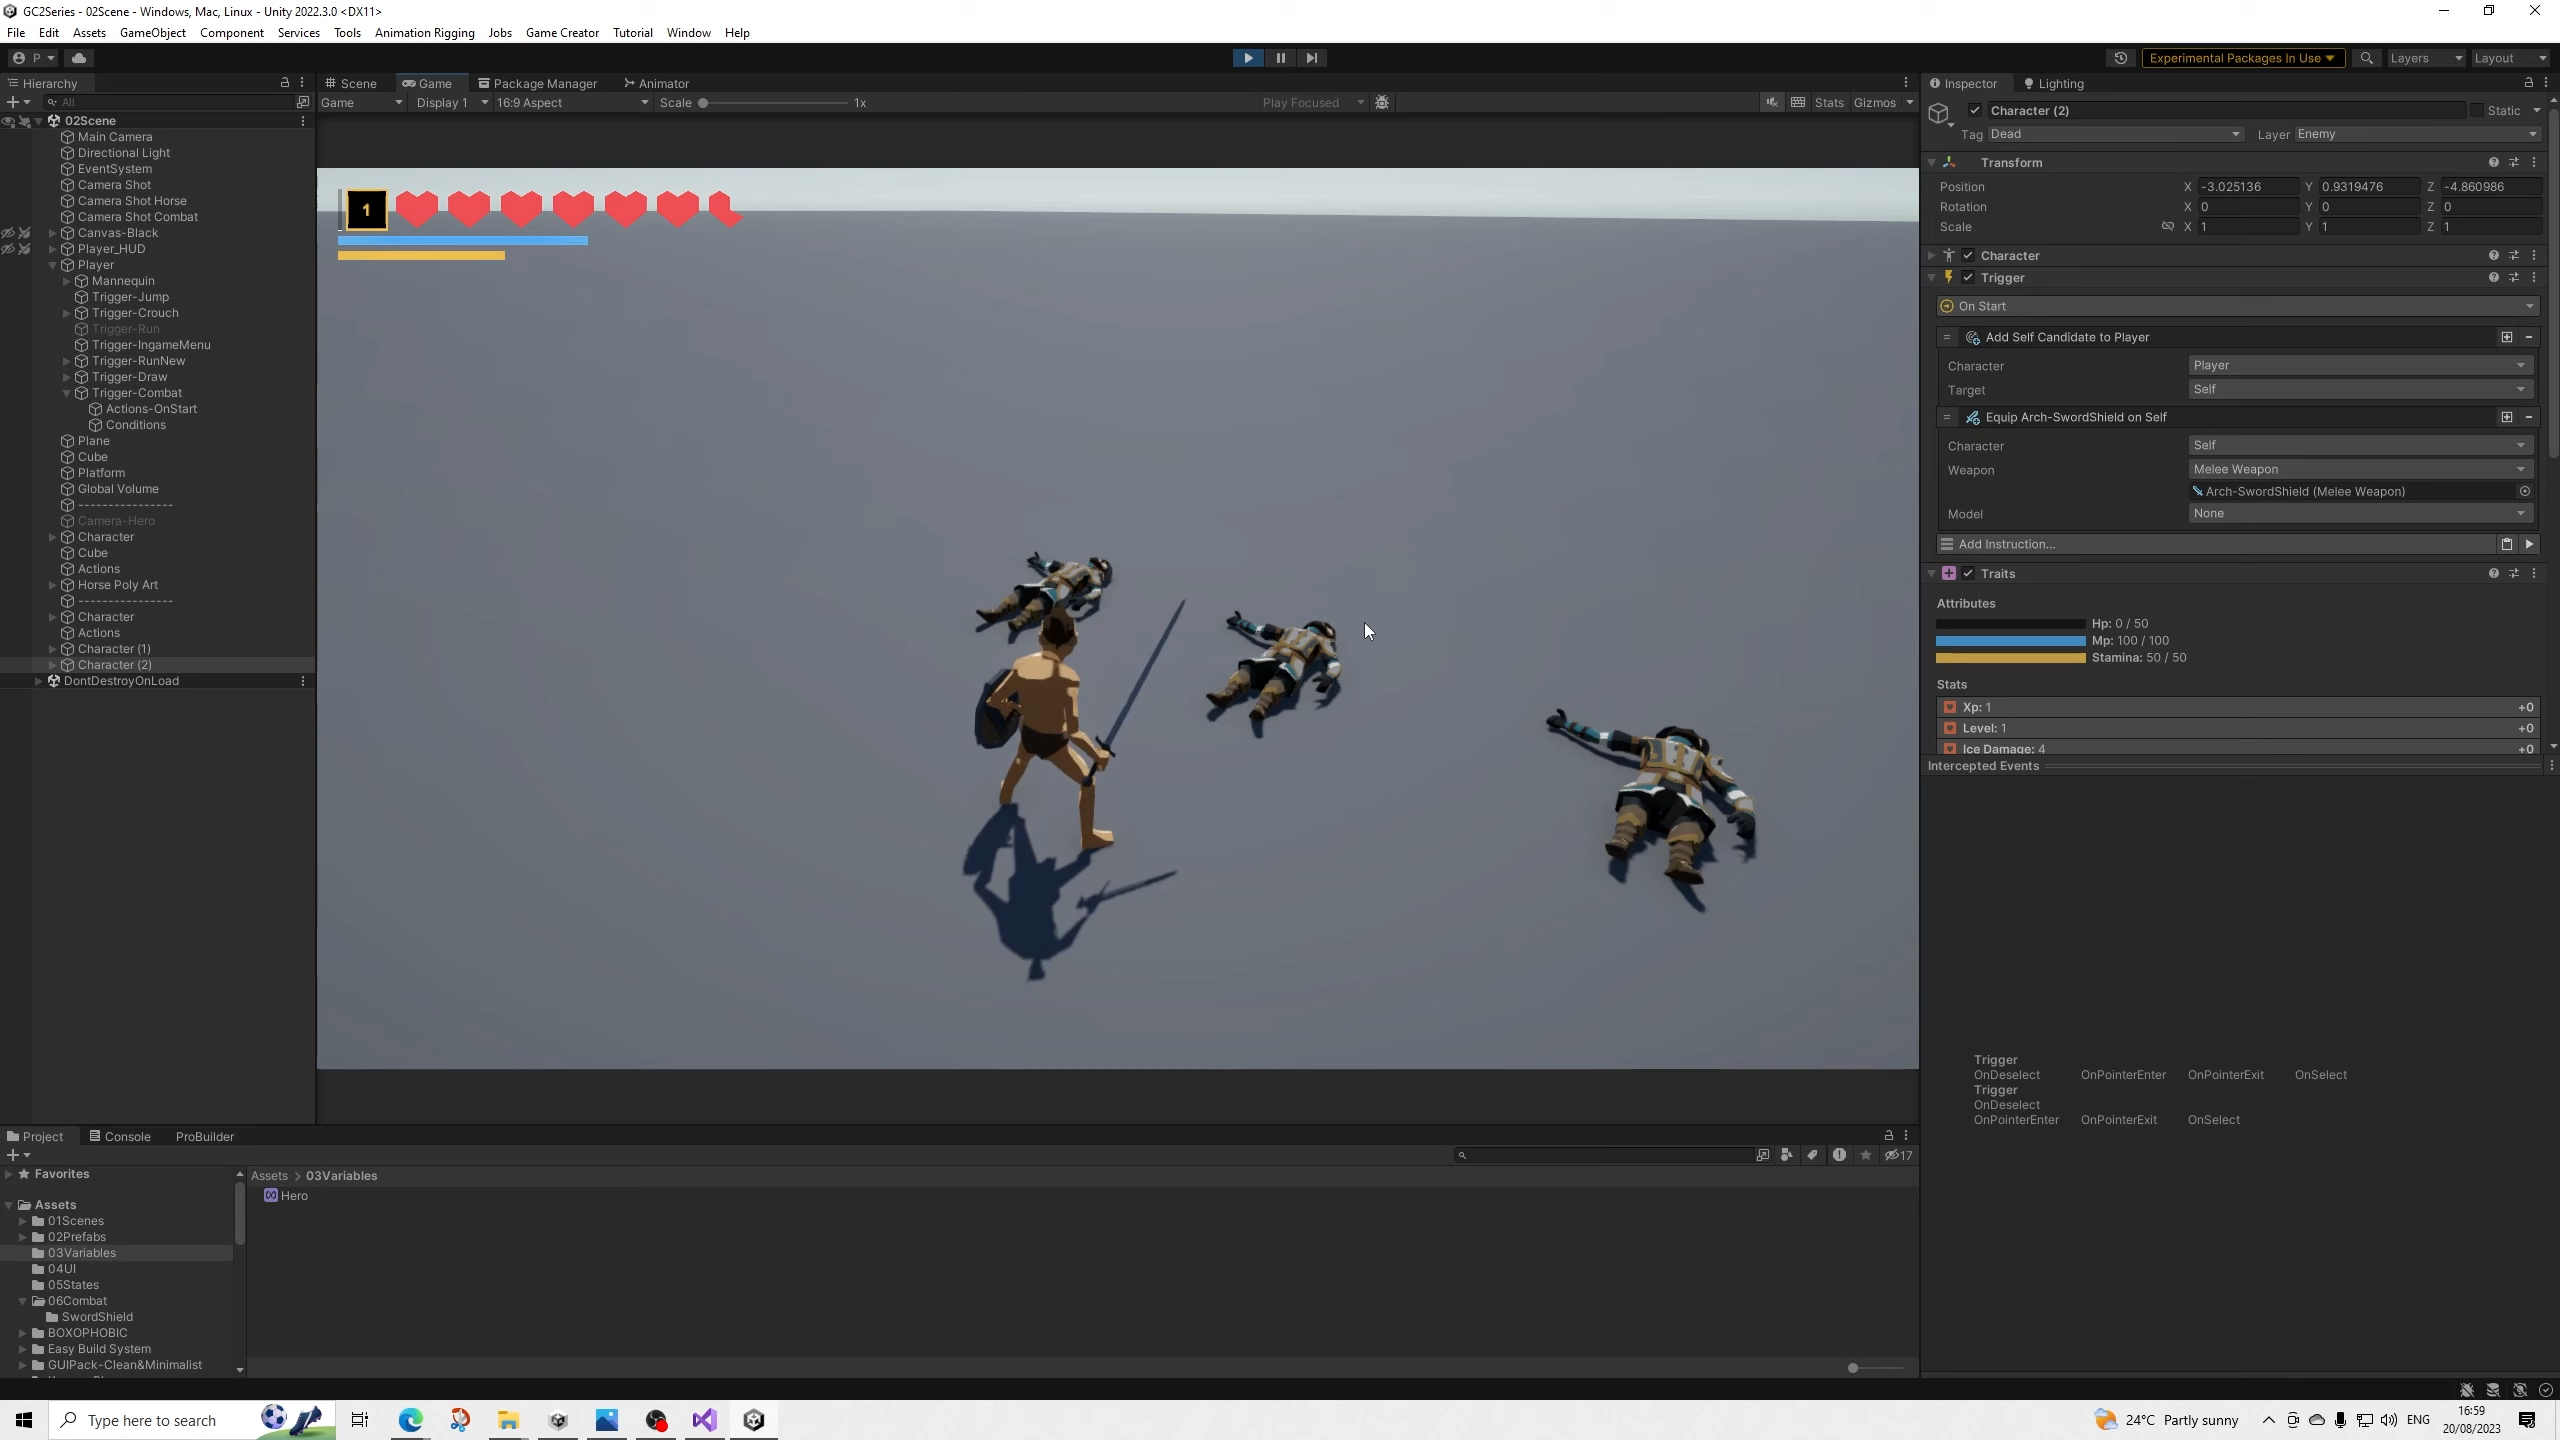 GC2Series - 02Scene - Windows, Mac, Linux - Unity 2022.3.0 <DX11>
File Edit Assets GameObject Component Services Tools Animation Rigging Jobs Game Creator Tutorial Window Help
P Experimental Packages In Use Layers Layout
Hierarchy
All
02Scene
Main Camera
Directional Light
EventSystem
Camera Shot
Camera Shot Horse
Camera Shot Combat
Canvas-Black
Player_HUD
Player
Mannequin
Trigger-Jump
Trigger-Crouch
Trigger-Run
Trigger-IngameMenu
Trigger-RunNew
Trigger-Draw
Trigger-Combat
Actions-OnStart
Conditions
Plane
Cube
Platform
Global Volume
----------------
Camera-Hero
Character
Cube
Actions
Horse Poly Art
----------------
Character
Actions
Character (1)
Character (2)
DontDestroyOnLoad
Scene Game Package Manager Animator
Game Display 1 16:9 Aspect Scale 1x Play Focused Stats Gizmos
1
Inspector Lighting
Character (2) Static
Tag Dead Layer Enemy
Transform
Position X -3.025136 Y 0.9319476 Z -4.860986
Rotation X 0 Y 0 Z 0
Scale X 1 Y 1 Z 1
Character
Trigger
On Start
Add Self Candidate to Player
Character Player
Target Self
Equip Arch-SwordShield on Self
Character Self
Weapon Melee Weapon
Arch-SwordShield (Melee Weapon)
Model None
Add Instruction...
Traits
Attributes
Hp: 0 / 50
Mp: 100 / 100
Stamina: 50 / 50
Stats
Xp: 1 +0
Level: 1 +0
Ice Damage: 4 +0
Intercepted Events
Trigger
OnDeselect OnPointerEnter OnPointerExit OnSelect
Trigger
OnDeselect
OnPointerEnter OnPointerExit OnSelect
Project Console ProBuilder
17
Favorites
Assets
01Scenes
02Prefabs
03Variables
04UI
05States
06Combat
SwordShield
BOXOPHOBIC
Easy Build System
GUIPack-Clean&Minimalist
Assets > 03Variables
Hero
Type here to search
24°C Partly sunny
ENG
16:59
20/08/2023